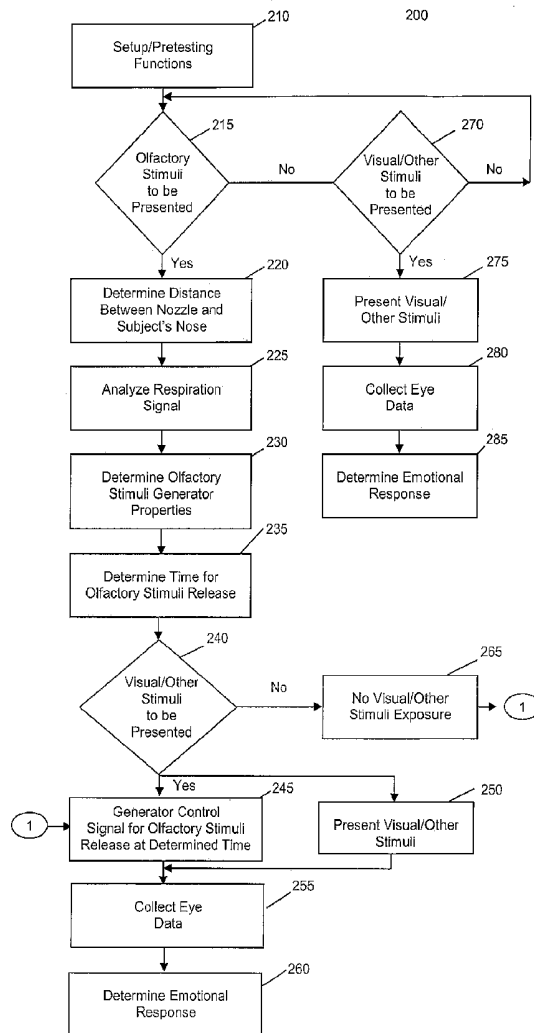 210
200
Setup/Pretesting
Functions
215
270
Olfactory
Stimuli
to be
Presented
No
Visual/Other
Stimuli
to be
Presented
No
Yes
220
Determine Distance
Between Nozzle and
Subject's Nose
Yes
275
Present Visual/
Other Stimuli
225
Analyze Respiration
Signal
280
Collect Eye
Data
230
Determine Olfactory
Stimuli Generator
Properties
285
Determine Emotional
Response
235
Determine Time for
Olfactory Stimuli Release
240
Visual/Other
Stimuli
to be
Presented
No
265
No Visual/Other
Stimuli Exposure
1
Yes
245
1
Generator Control
Signal for Olfactory Stimuli
Release at Determined Time
250
Present Visual/Other
Stimuli
255
Collect Eye
Data
260
Determine Emotional
Response